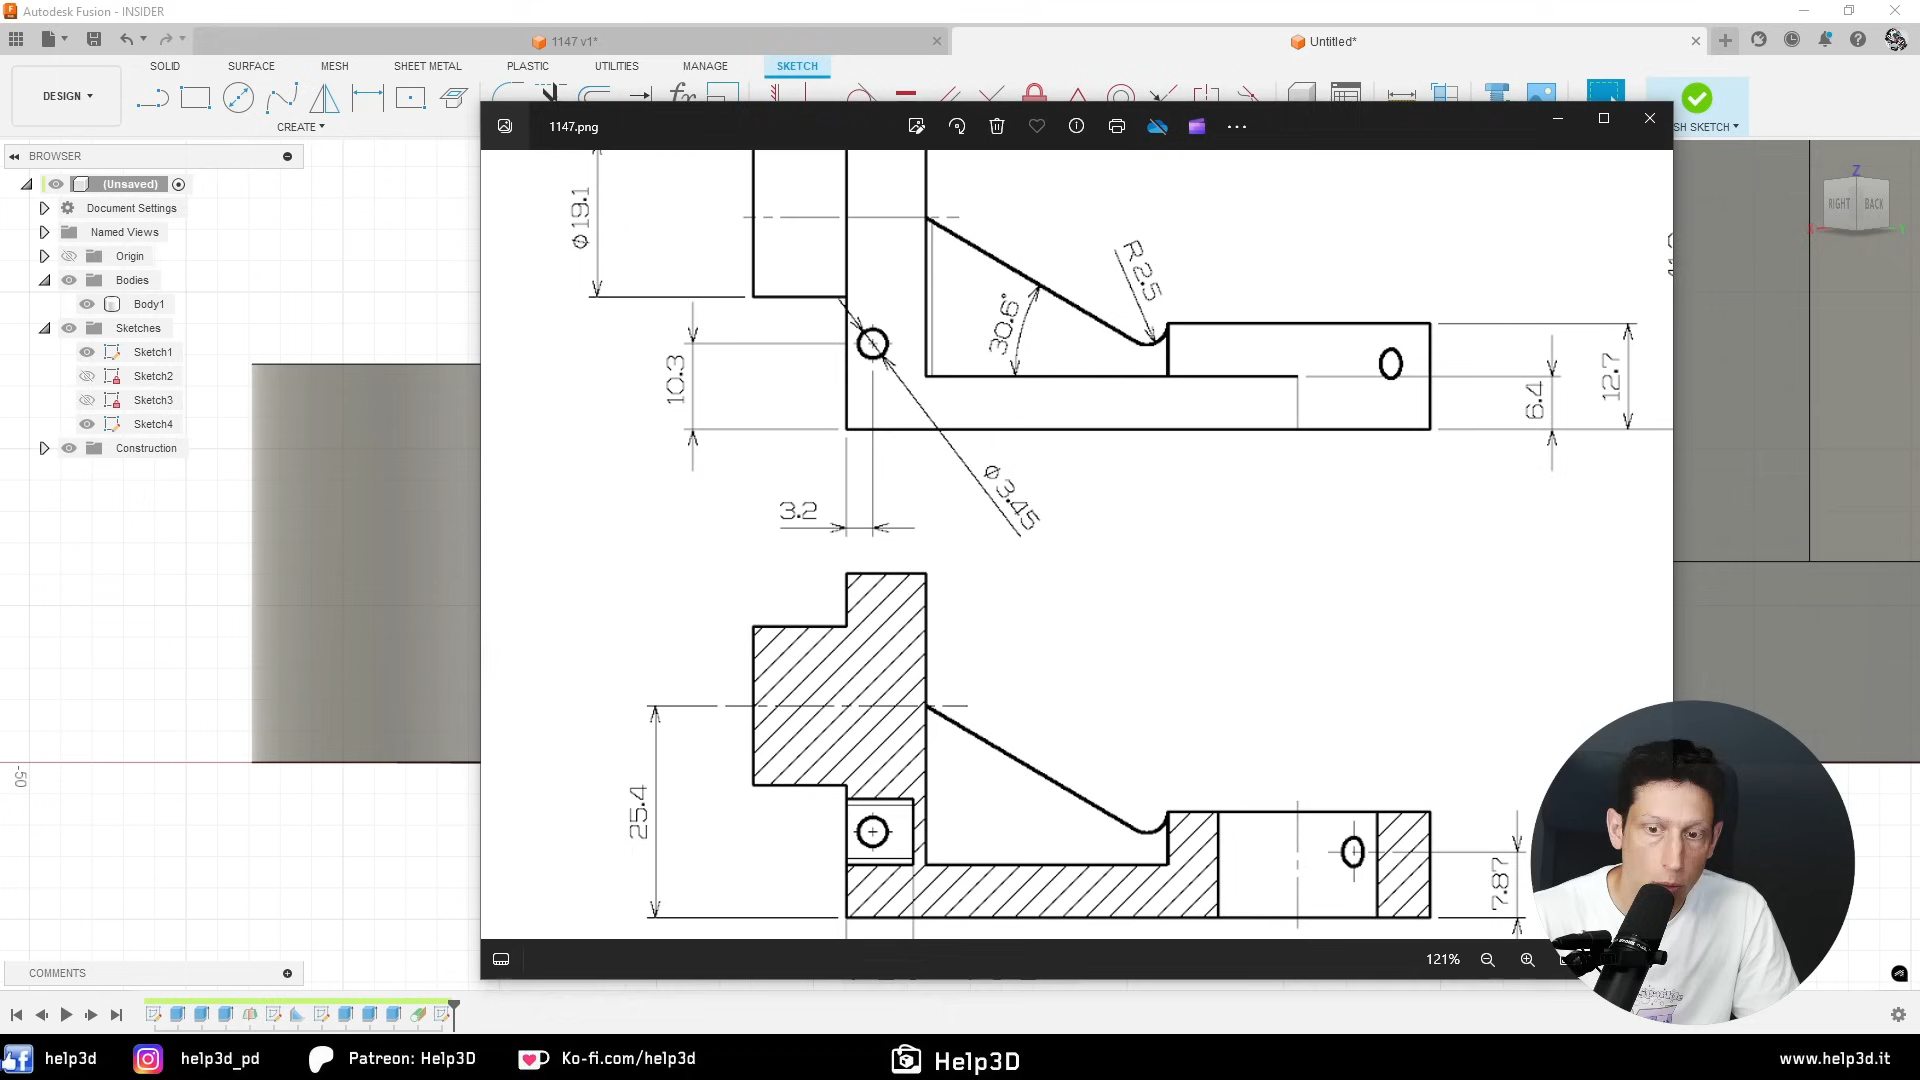 Autodesk Fusion - INSIDER
1147 v1*
Untitled*
SOLID SURFACE MESH SHEET METAL PLASTIC UTILITIES MANAGE SKETCH
DESIGN
CREATE
SH SKETCH
1147.png
BROWSER
(Unsaved)
Document Settings
Named Views
Origin
Bodies
Body1
Sketches
Sketch1
Sketch2
Sketch3
Sketch4
Construction
Z
RIGHT BACK
X
Y
Ø19.1
R2.5
30.6°
10.3
6.4
12.7
Ø3.45
3.2
25.4
7.87
-50
COMMENTS
121%
help3d
help3d_pd
Patreon: Help3D
Ko-fi.com/help3d
Help3D
www.help3d.it